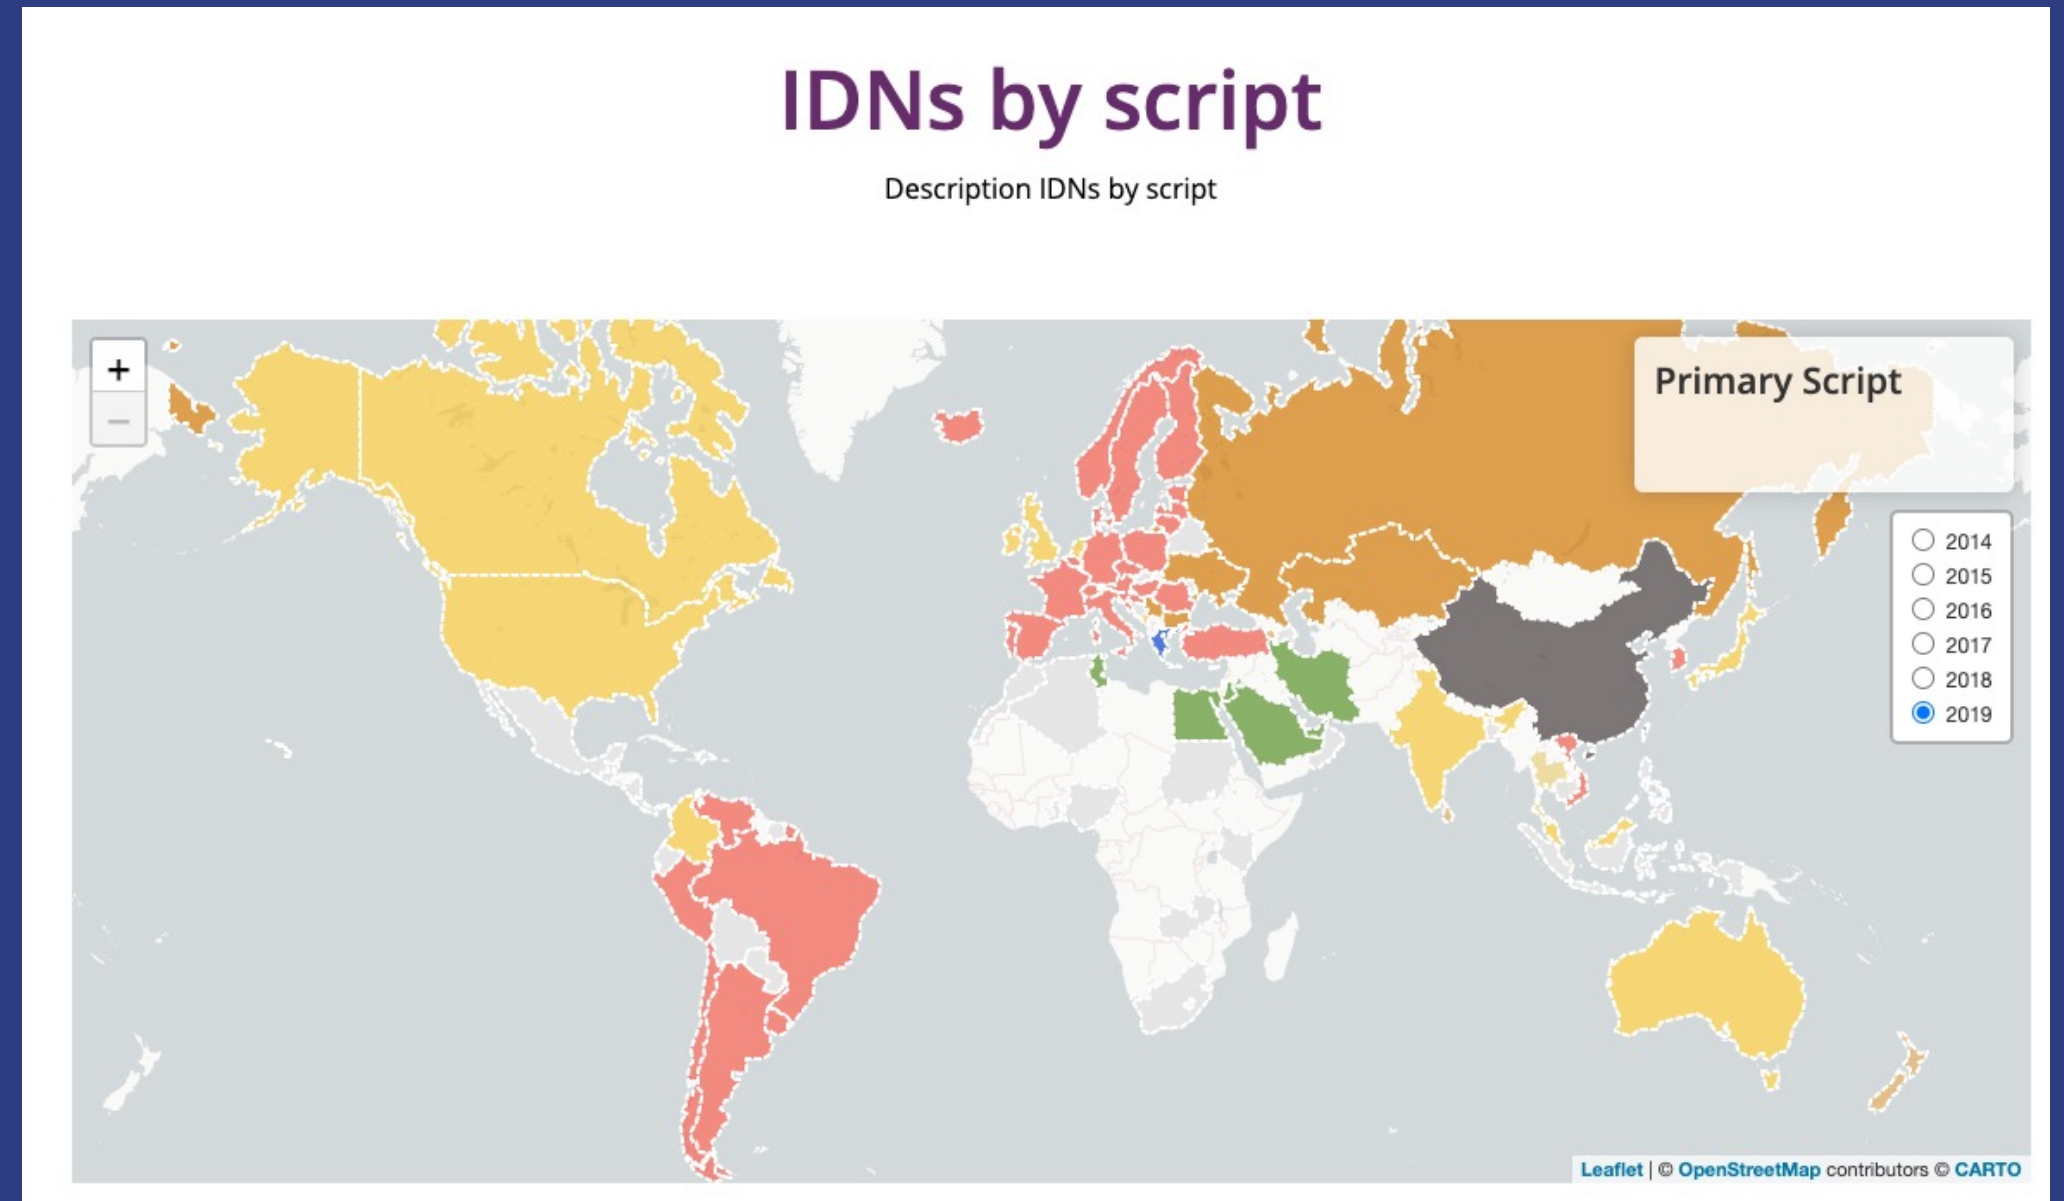 IDNs by script
Description IDNs by script
+
−
Primary Script
2014
2015
2016
2017
2018
2019
Leaflet | © OpenStreetMap contributors © CARTO